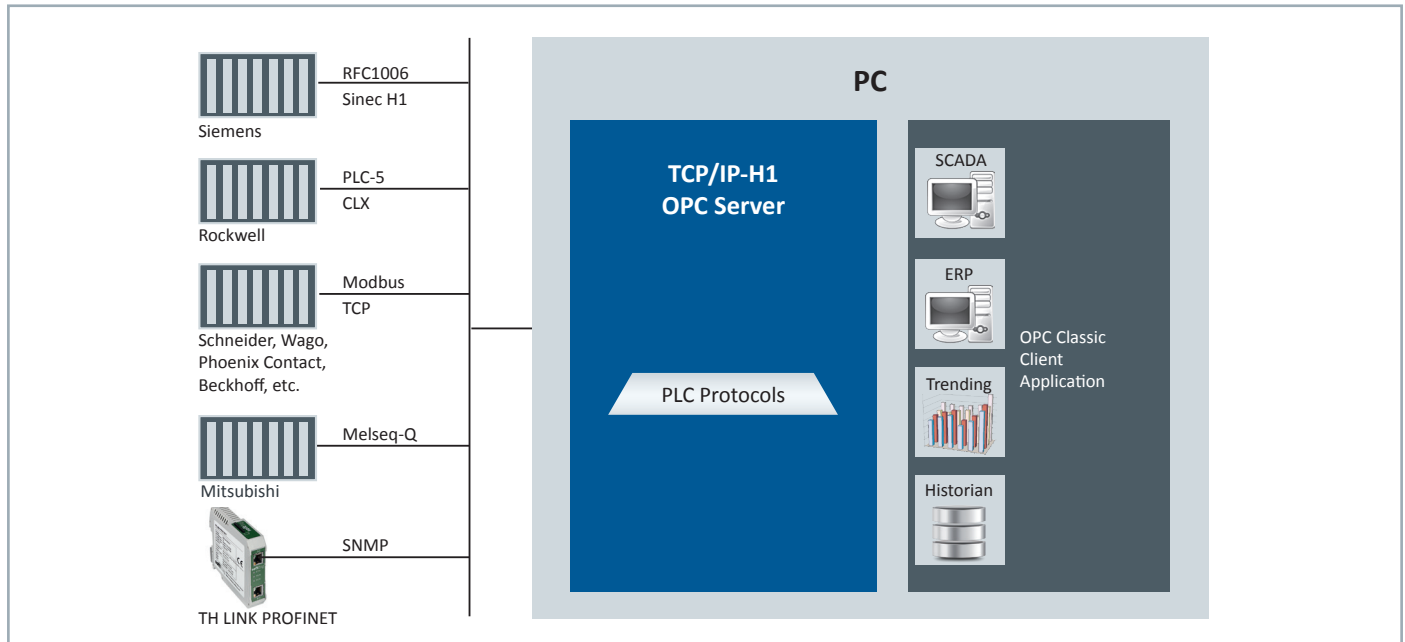 RFC1006
Sinec H1
Siemens
PLC-5
CLX
Rockwell
Modbus
TCP
Schneider, Wago,
Phoenix Contact,
Beckhoff, etc.
Melseq-Q
Mitsubishi
SNMP
TH LINK PROFINET
PC
TCP/IP-H1
OPC Server
PLC Protocols
SCADA
ERP
Trending
Historian
OPC Classic
Client
Application